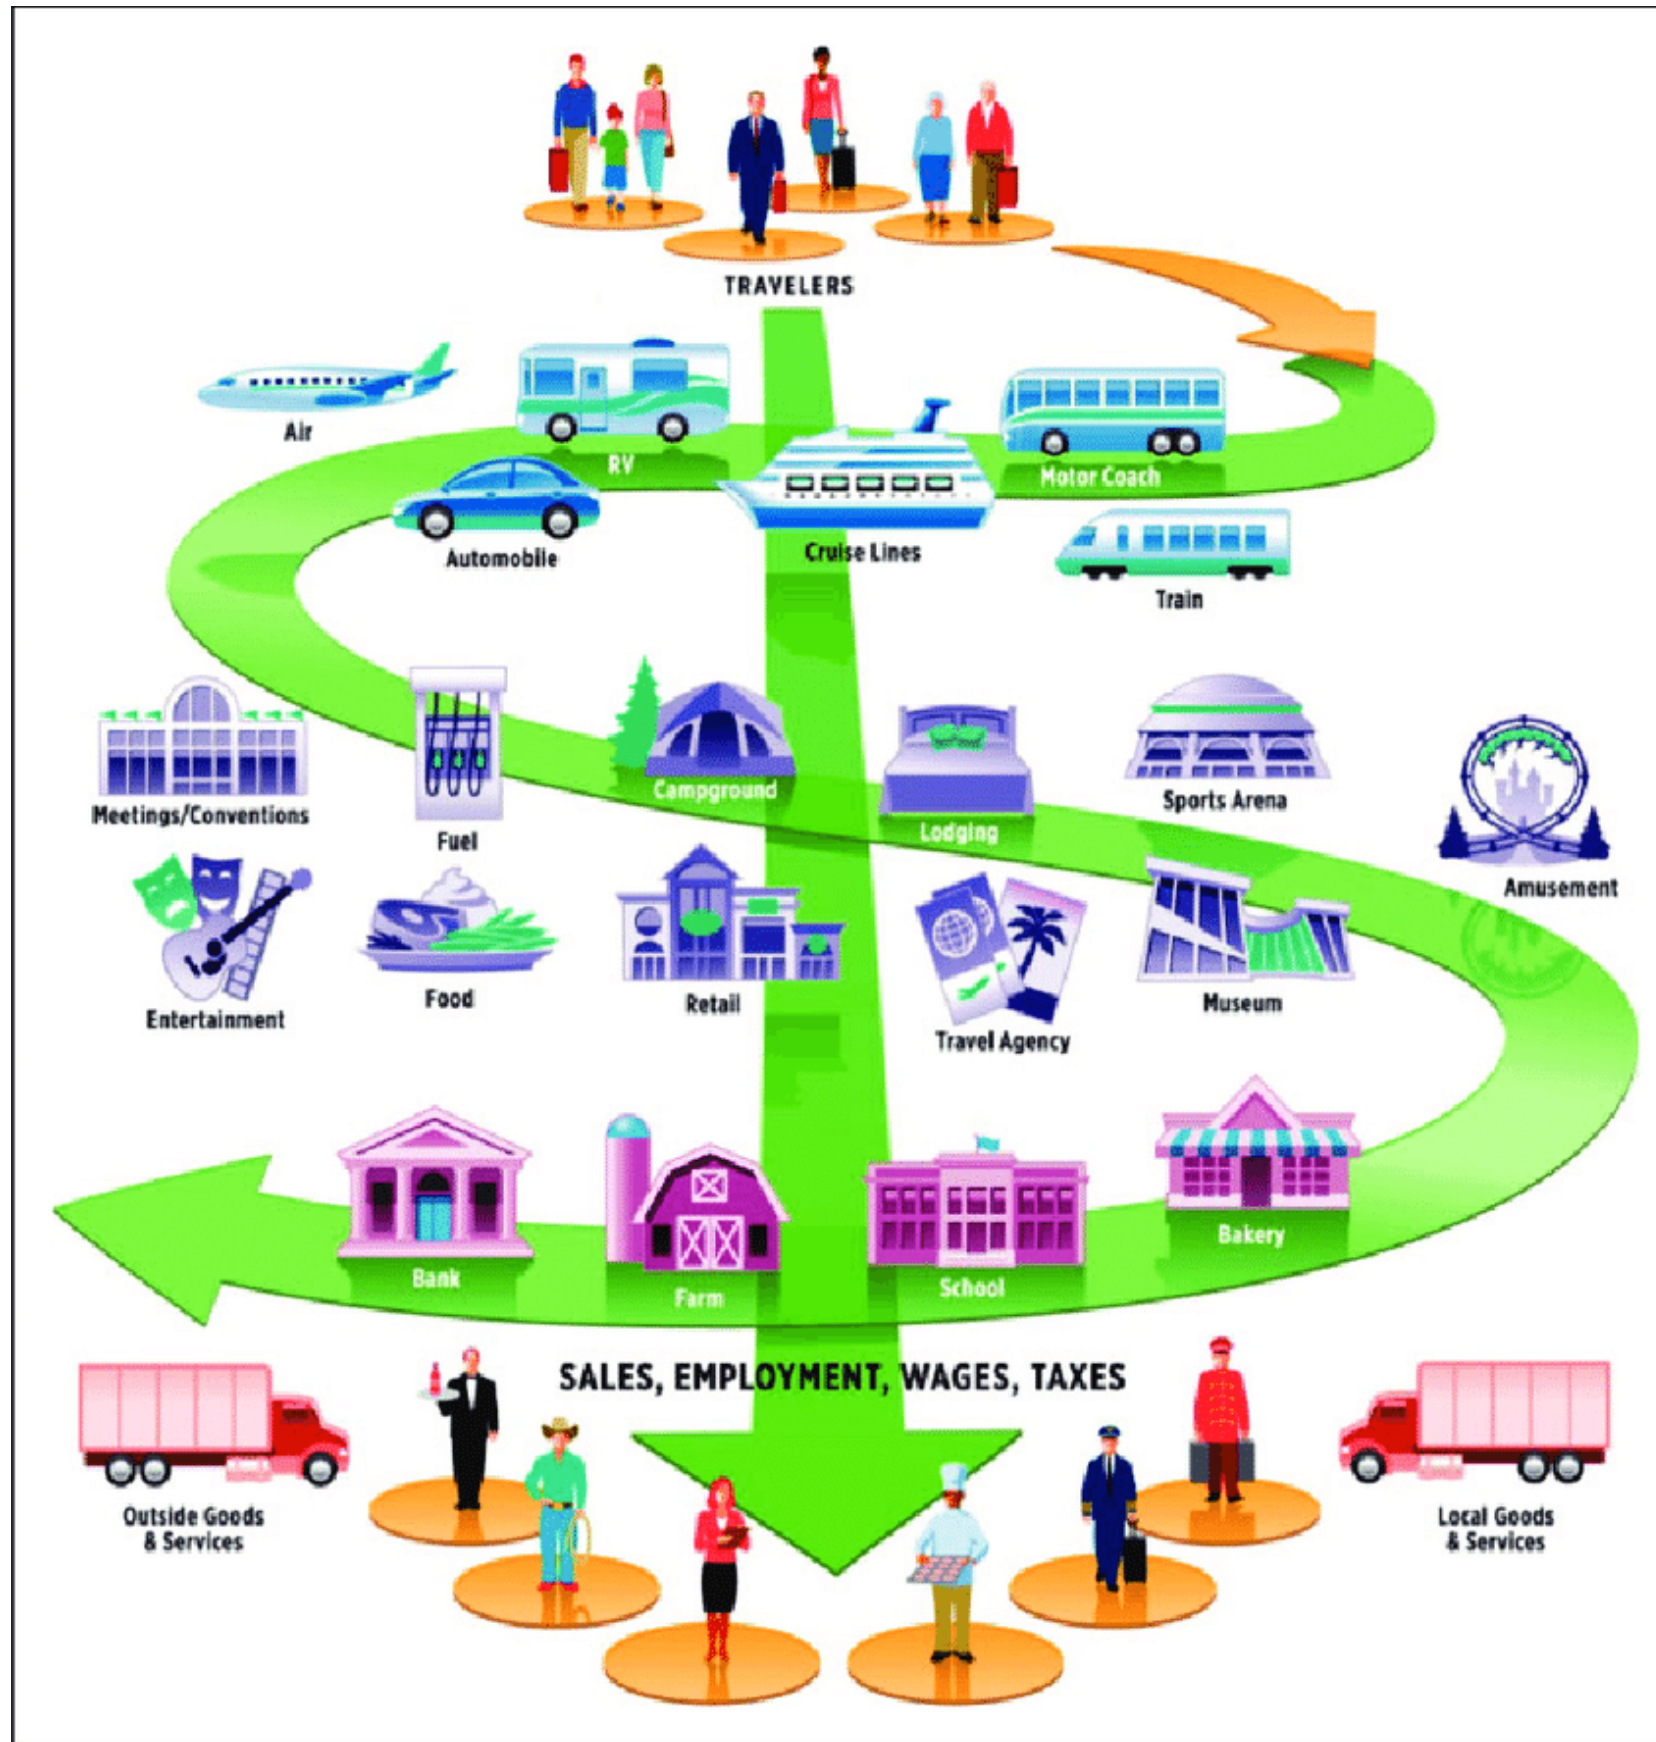 TRAVELERS
Air
RV
Motor Coach
Automobile
Cruise Lines
Train
Meetings/Conventions
Fuel
Campground
Lodging
Sports Arena
Amusement
Entertainment
Food
Retail
Travel Agency
Museum
Bank
Farm
School
Bakery
SALES, EMPLOYMENT, WAGES, TAXES
Outside Goods
& Services
Local Goods
& Services